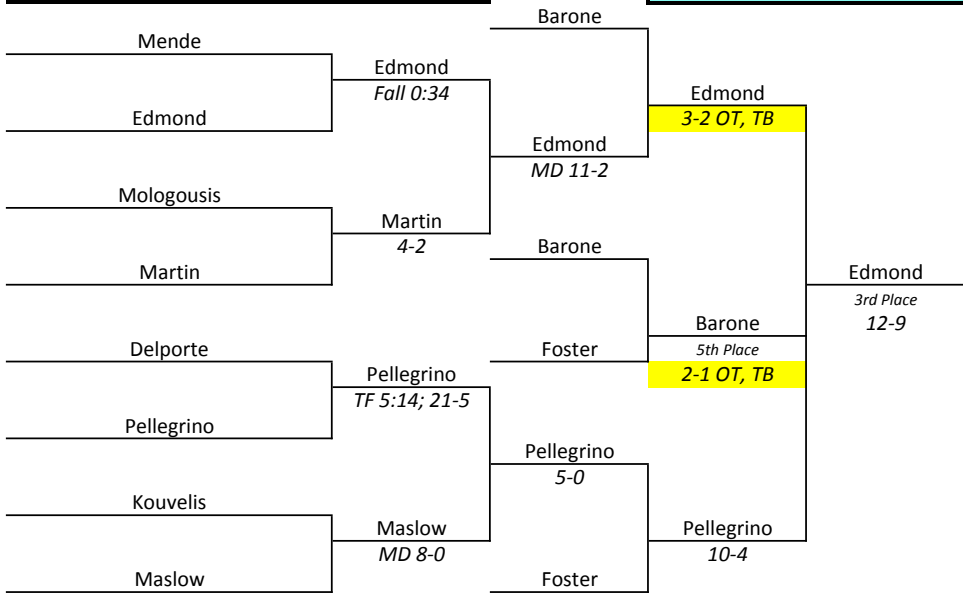 Barone
Mende
Edmond
Fall 0:34
Edmond
Edmond
3-2 OT, TB
Edmond
MD 11-2
Mologousis
Martin
4-2
Barone
Martin
Edmond
3rd Place
12-9
Barone
5th Place
2-1 OT, TB
Delporte
Foster
Pellegrino
TF 5:14; 21-5
Pellegrino
Pellegrino
5-0
Kouvelis
Maslow
MD 8-0
Pellegrino
10-4
Maslow
Foster